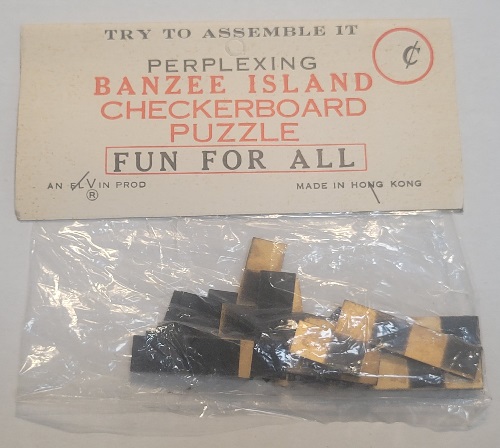 TRY TO ASSEMBLE IT
¢
PERPLEXING
BANZEE ISLAND
CHECKERBOARD
PUZZLE
FUN FOR ALL
AN ELVIN PROD
®
MADE IN HONG KONG